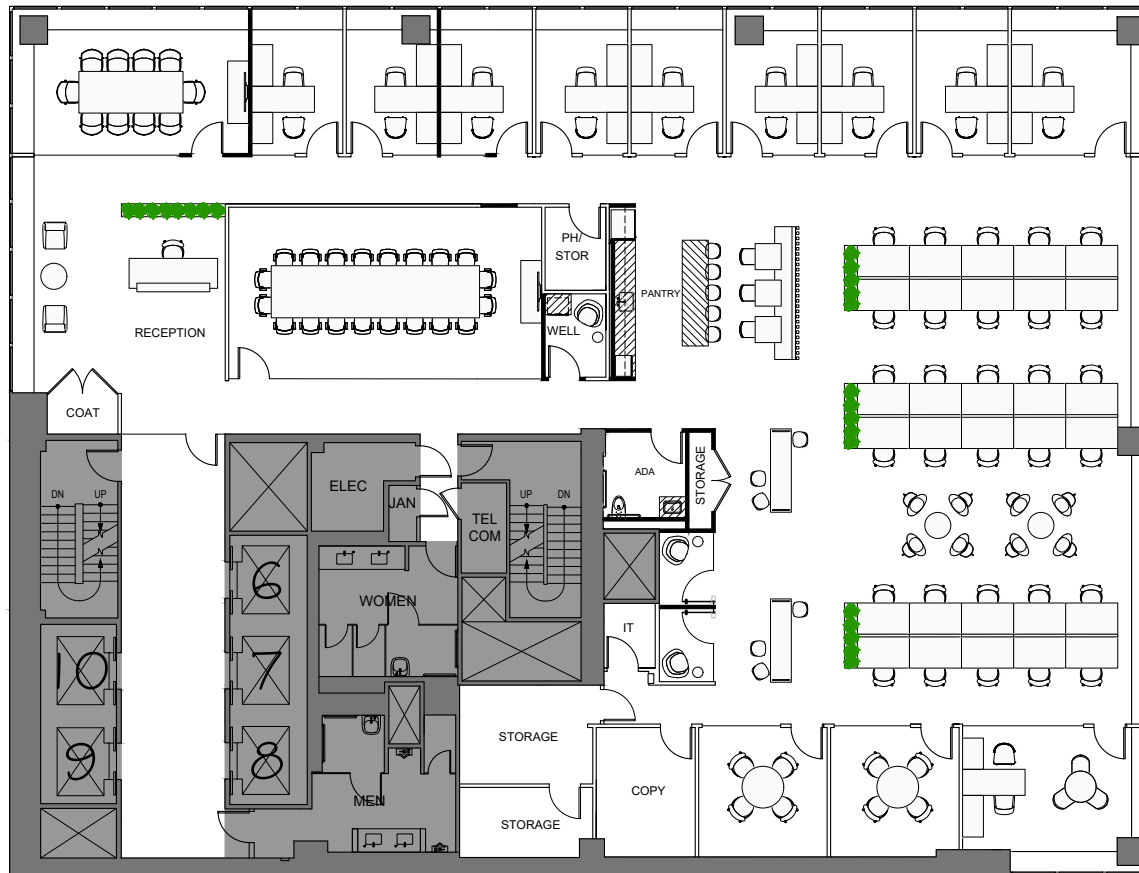 PH/
STOR
PANTRY
RECEPTION
WELL
COAT
ELEC
JAN
TEL
COM
ADA
STORAGE
DN
UP
UP
DN
6
WOMEN
IT
10
7
9
8
STORAGE
COPY
MEN
STORAGE